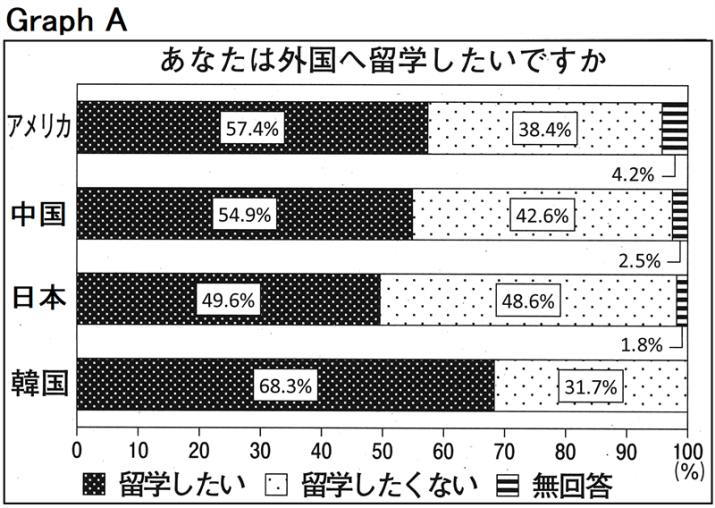 Graph A
あなたは外国へ留学したいですか
アメリカ
57.4%
38.4%
4.2%
中国
54.9%
42.6%
2.5%
日本
49.6%
48.6%
1.8%
韓国
68.3%
31.7%
0 10 20 30 40 50 60 70 80 90 100
(%)
留学したい 留学したくない 無回答